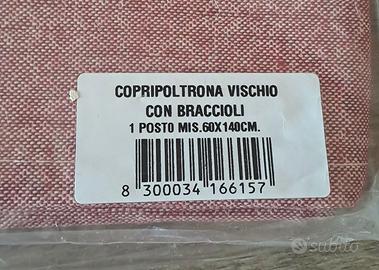 COPRIPOLTRONA VISCHIO
CON BRACCIOLI
1 POSTO MIS.60X140CM.
8 300034 166157
subito